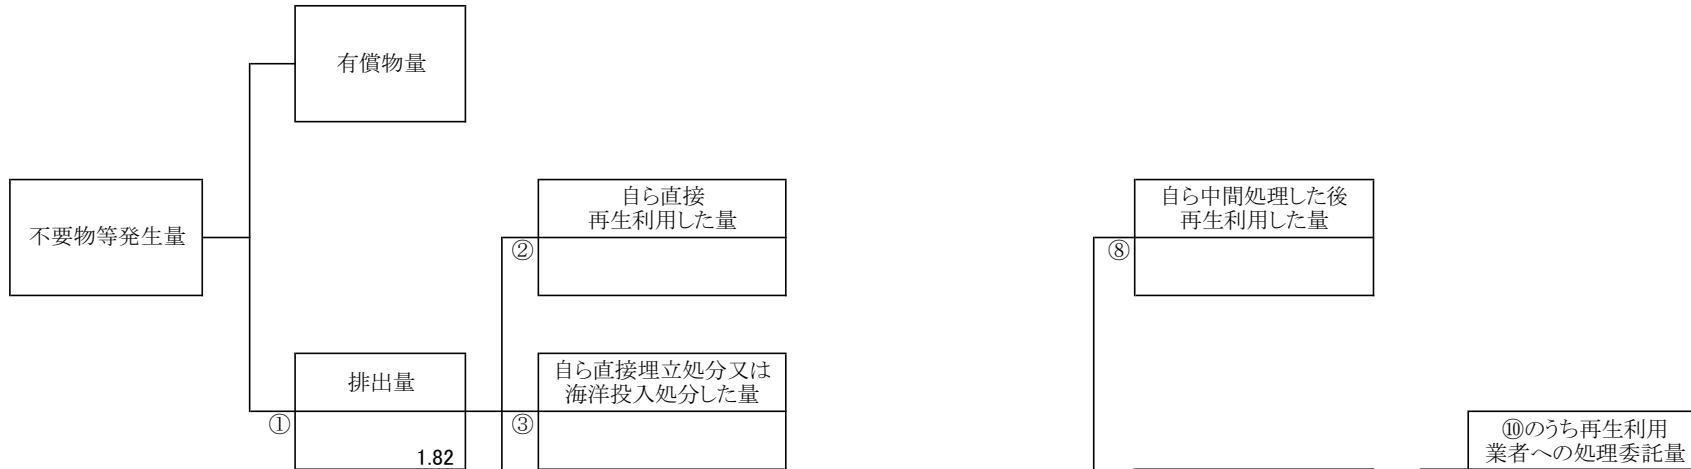 有償物量
不要物等発生量
自ら直接
再生利用した量
②
自ら中間処理した後
再生利用した量
⑧
排出量
①
1.82
自ら直接埋立処分又は
海洋投入処分した量
③
⑩のうち再生利用
業者への処理委託量